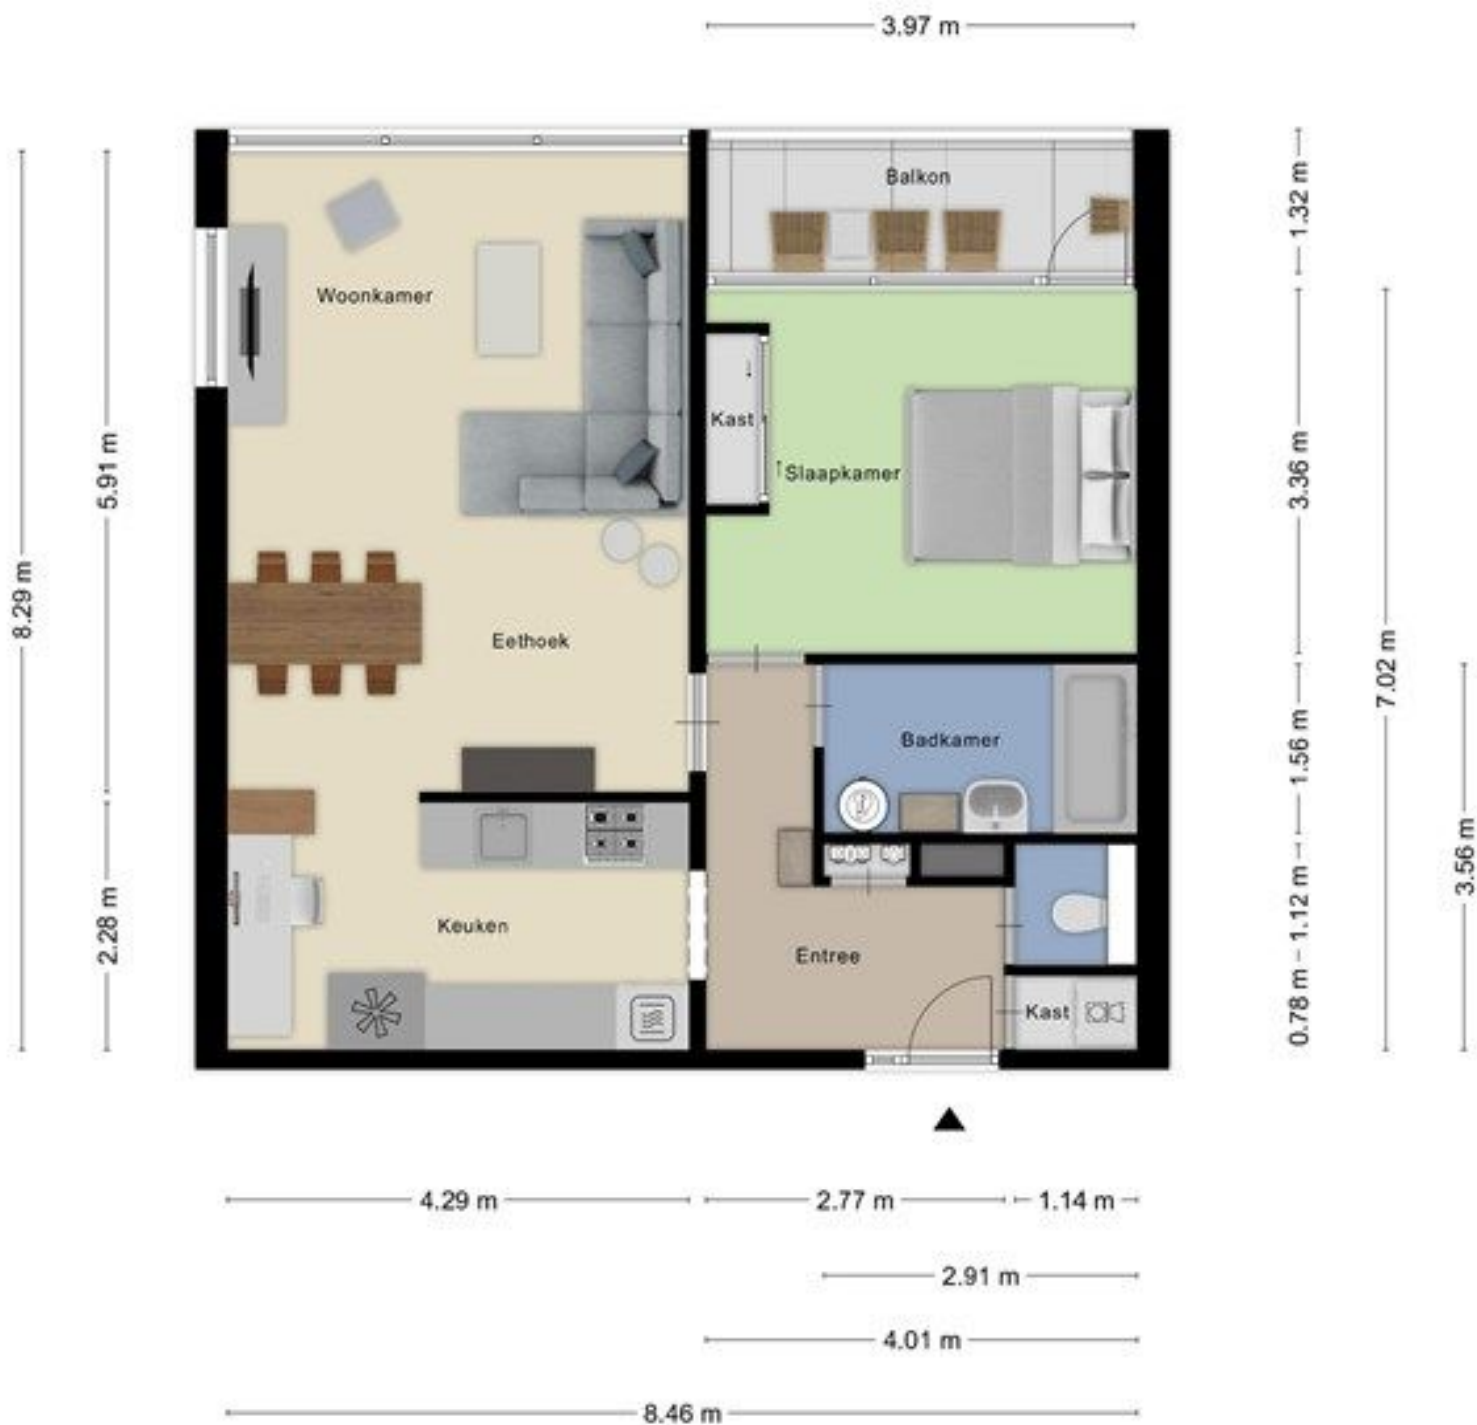 3.97 m
Balkon
1.32 m
Woonkamer
Kast
Slaapkamer
3.36 m
5.91 m
8.29 m
Eethoek
7.02 m
Badkamer
1.56 m
3.56 m
Keuken
2.28 m
1.12 m
Entree
Kast
0.78 m
4.29 m
2.77 m
1.14 m
2.91 m
4.01 m
8.46 m